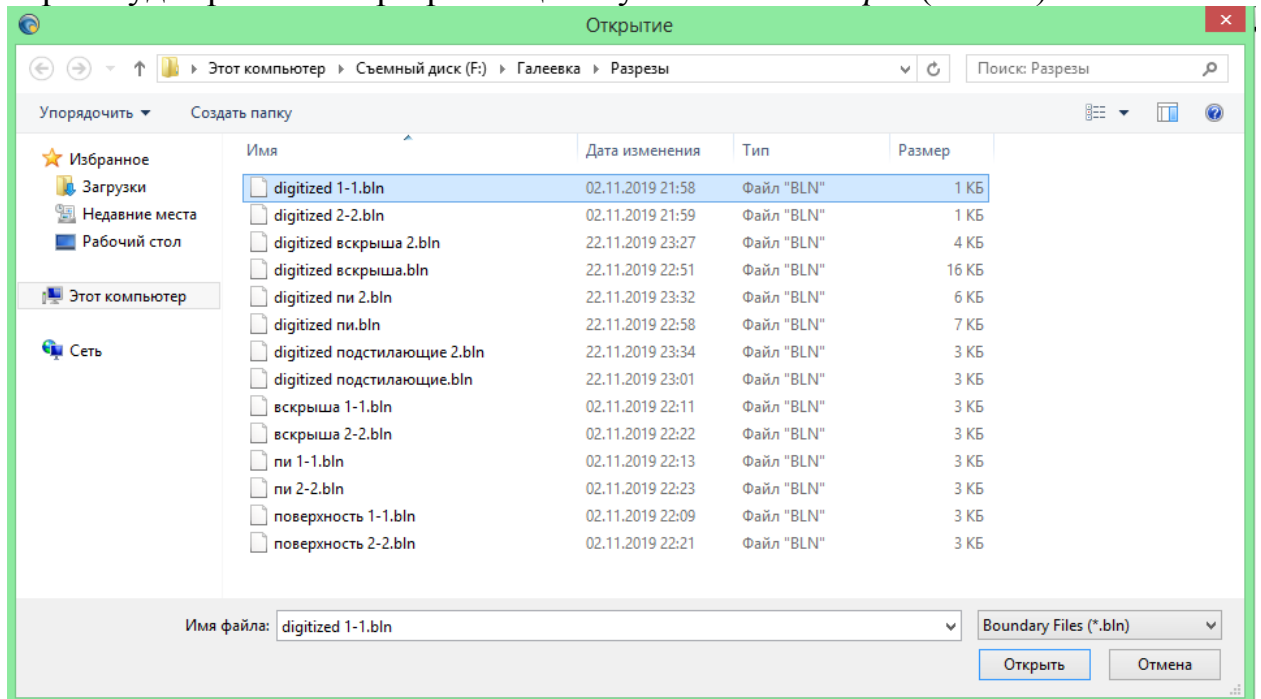 Открытие
Этот компьютер Съемный диск (F:) Галеевка Разрезы Поиск: Разрезы
Упорядочить Создать папку
Избранное
Загрузки
Недавние места
Рабочий стол
Этот компьютер
Сеть
Имя Дата изменения Тип Размер
digitized 1-1.bln 02.11.2019 21:58 Файл "BLN" 1 КБ
digitized 2-2.bln 02.11.2019 21:59 Файл "BLN" 1 КБ
digitized вскрыша 2.bln 22.11.2019 23:27 Файл "BLN" 4 КБ
digitized вскрыша.bln 22.11.2019 22:51 Файл "BLN" 16 КБ
digitized пи 2.bln 22.11.2019 23:32 Файл "BLN" 6 КБ
digitized пи.bln 22.11.2019 22:58 Файл "BLN" 7 КБ
digitized подстилающие 2.bln 22.11.2019 23:34 Файл "BLN" 3 КБ
digitized подстилающие.bln 22.11.2019 23:01 Файл "BLN" 3 КБ
вскрыша 1-1.bln 02.11.2019 22:11 Файл "BLN" 3 КБ
вскрыша 2-2.bln 02.11.2019 22:22 Файл "BLN" 3 КБ
пи 1-1.bln 02.11.2019 22:13 Файл "BLN" 3 КБ
пи 2-2.bln 02.11.2019 22:23 Файл "BLN" 3 КБ
поверхность 1-1.bln 02.11.2019 22:09 Файл "BLN" 3 КБ
поверхность 2-2.bln 02.11.2019 22:21 Файл "BLN" 3 КБ
Имя файла: digitized 1-1.bln Boundary Files (*.bln)
Открыть Отмена